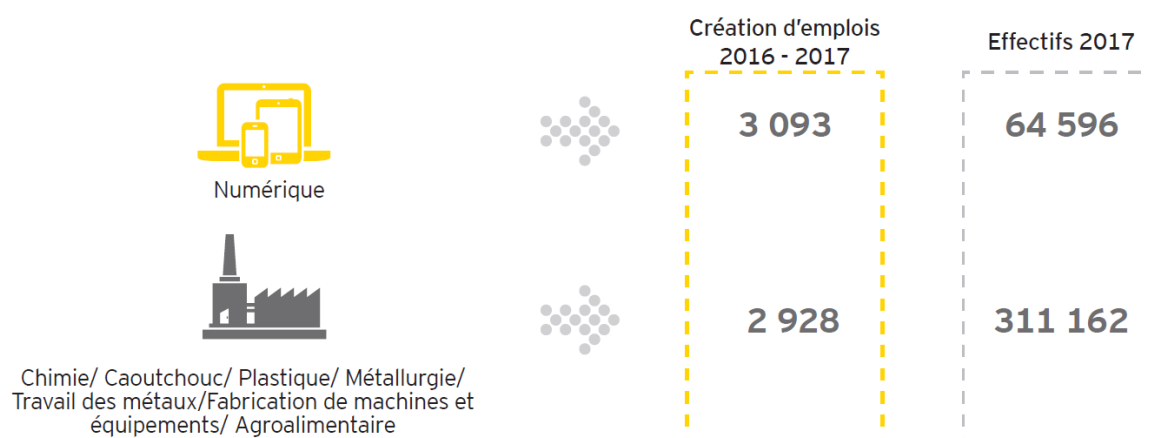 Création d'emplois
2016 - 2017
Effectifs 2017
Numérique
3 093
64 596
Chimie/ Caoutchouc/ Plastique/ Métallurgie/
Travail des métaux/Fabrication de machines et
équipements/ Agroalimentaire
2 928
311 162